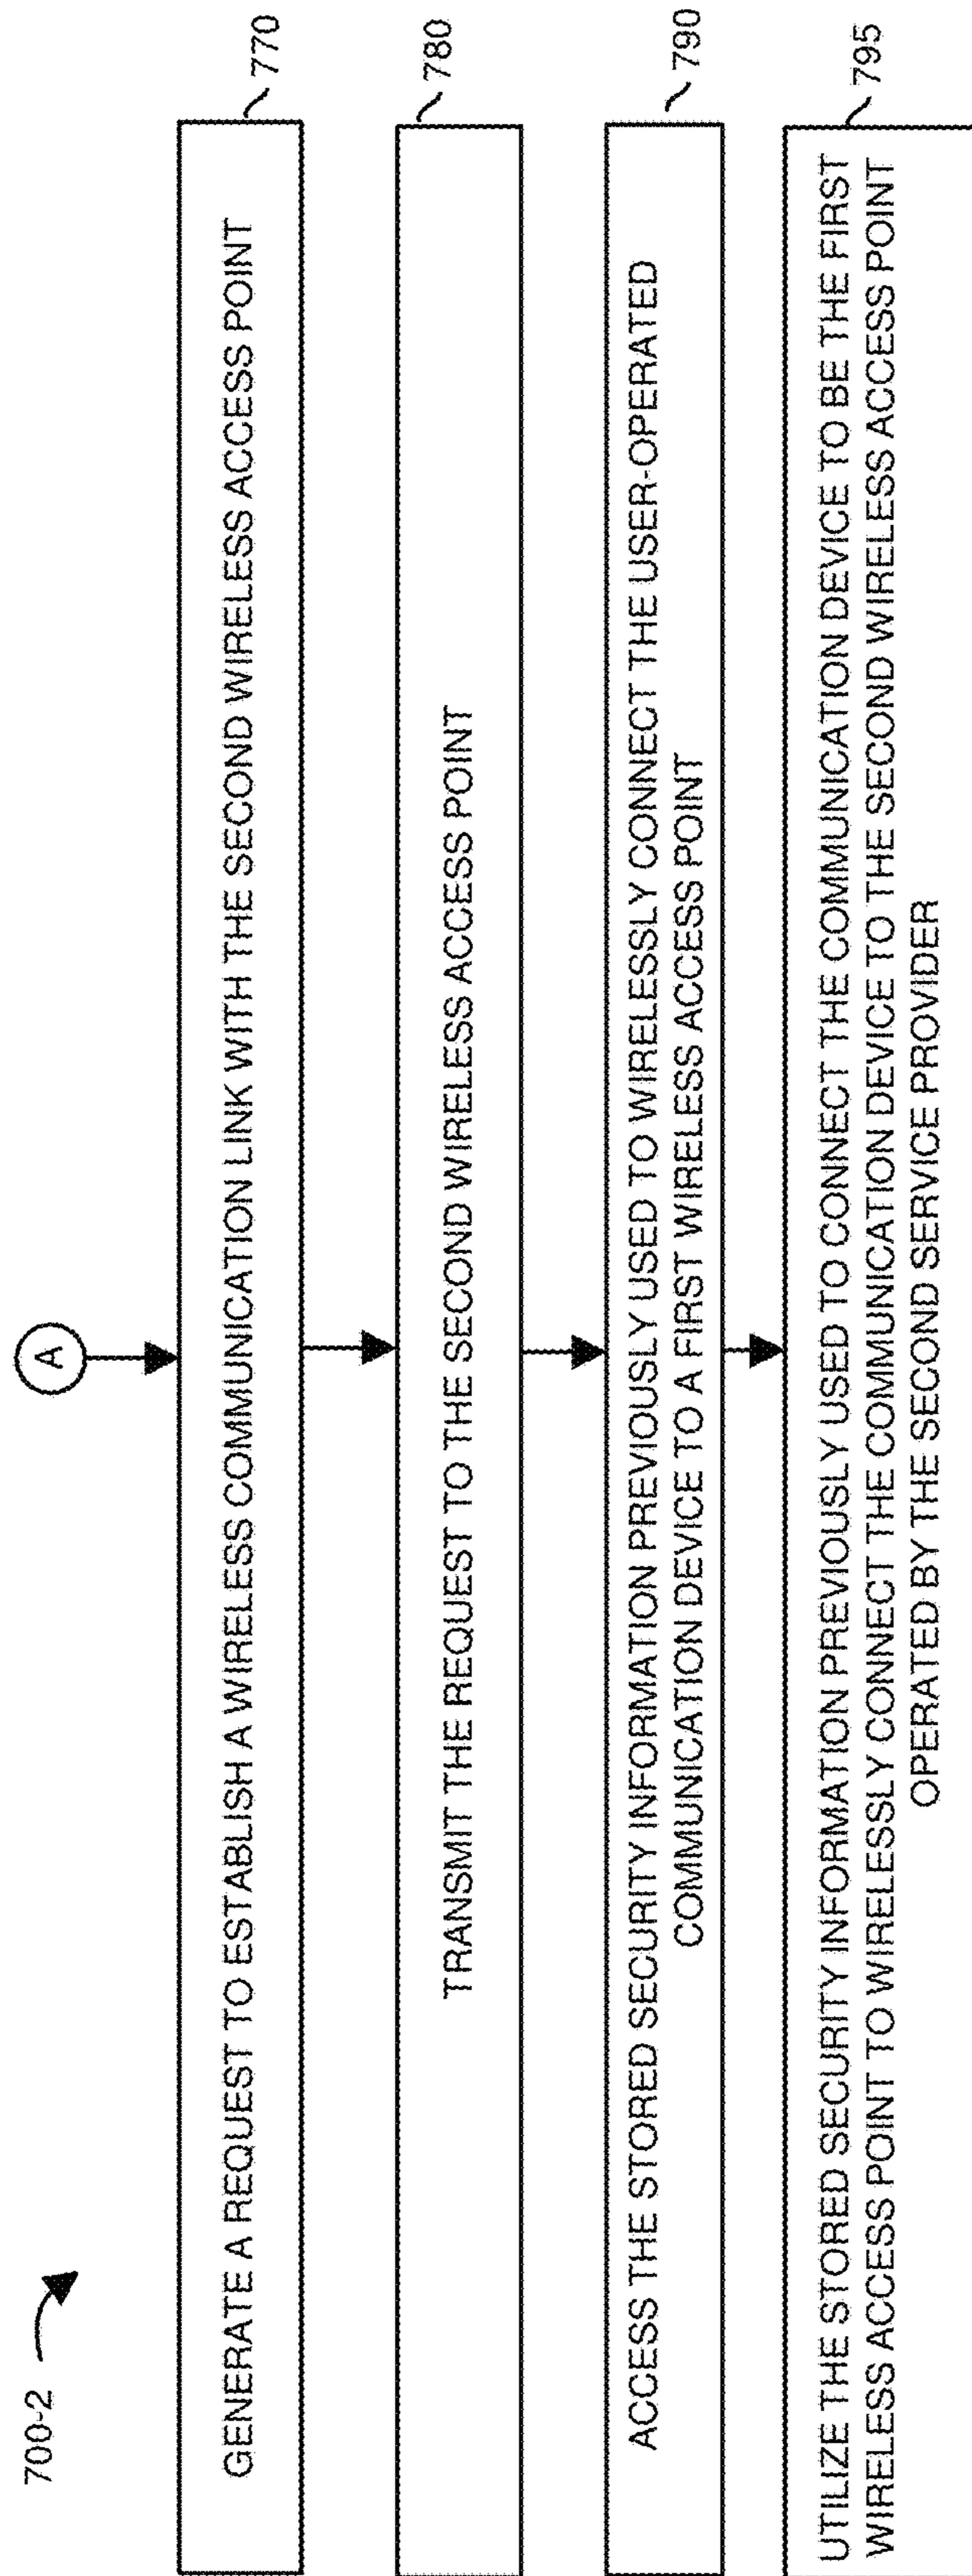 700-2
A
GENERATE A REQUEST TO ESTABLISH A WIRELESS COMMUNICATION LINK WITH THE SECOND WIRELESS ACCESS POINT
770
TRANSMIT THE REQUEST TO THE SECOND WIRELESS ACCESS POINT
780
ACCESS THE STORED SECURITY INFORMATION PREVIOUSLY USED TO WIRELESSLY CONNECT THE USER-OPERATED
COMMUNICATION DEVICE TO A FIRST WIRELESS ACCESS POINT
790
UTILIZE THE STORED SECURITY INFORMATION PREVIOUSLY USED TO CONNECT THE COMMUNICATION DEVICE TO BE THE FIRST
WIRELESS ACCESS POINT TO WIRELESSLY CONNECT THE COMMUNICATION DEVICE TO THE SECOND WIRELESS ACCESS POINT
OPERATED BY THE SECOND SERVICE PROVIDER
795